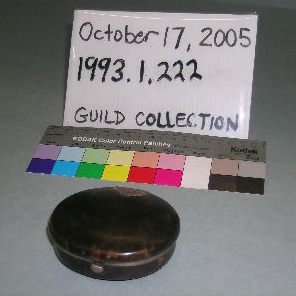 October 17, 2005
1993.1.222
GUILD COLLECTION
KODAK Color Control Patches
Kodak